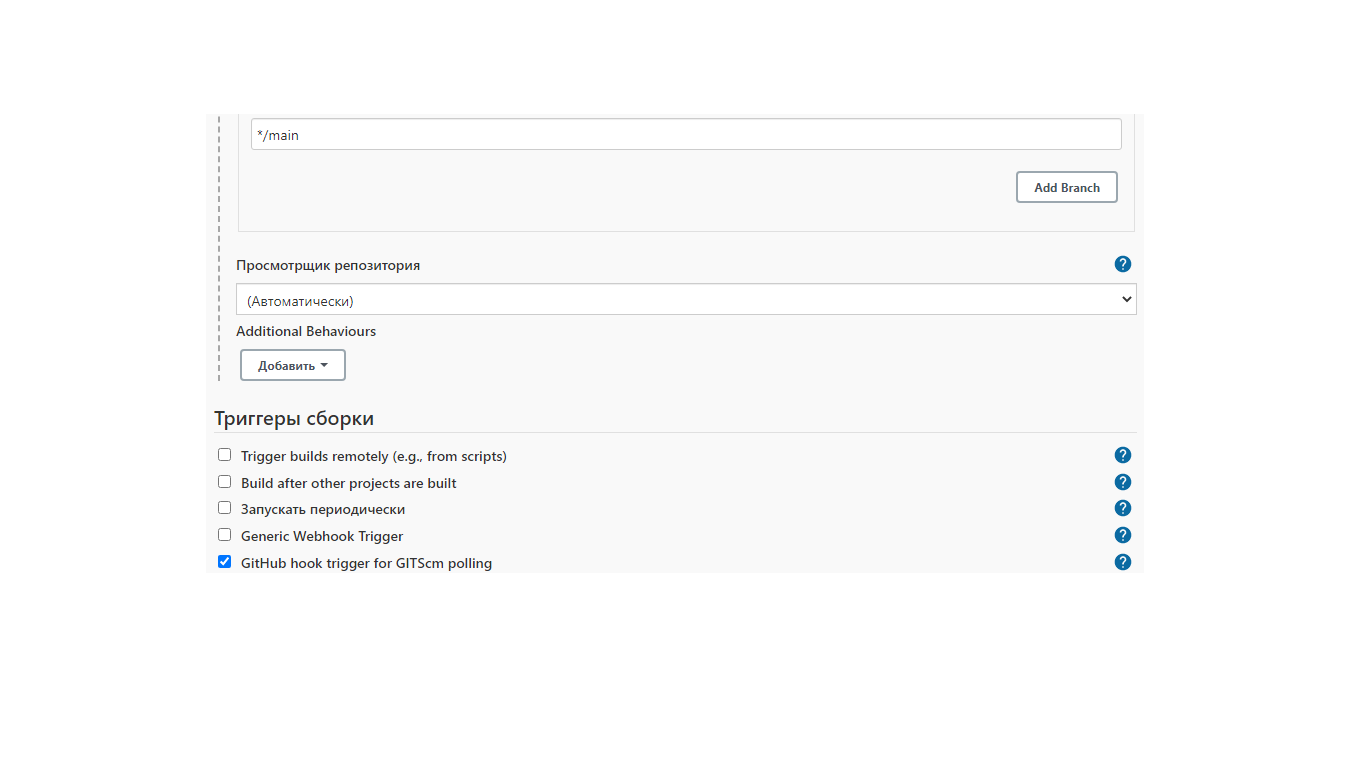 */main
Add Branch
Просмотрщик репозитория
(Автоматически)
Additional Behaviours
Добавить
Триггеры сборки
Trigger builds remotely (e.g., from scripts)
Build after other projects are built
Запускать периодически
Generic Webhook Trigger
GitHub hook trigger for GITScm polling